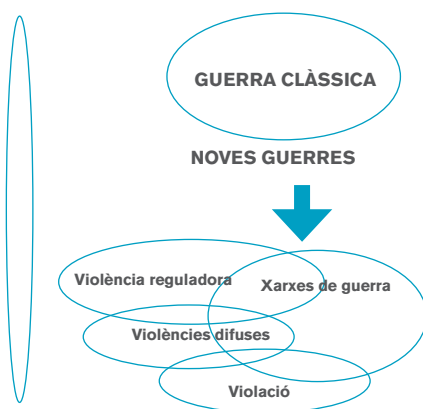 GUERRA CLÀSSICA
NOVES GUERRES
Violència reguladora
Xarxes de guerra
Violències difuses
Violació